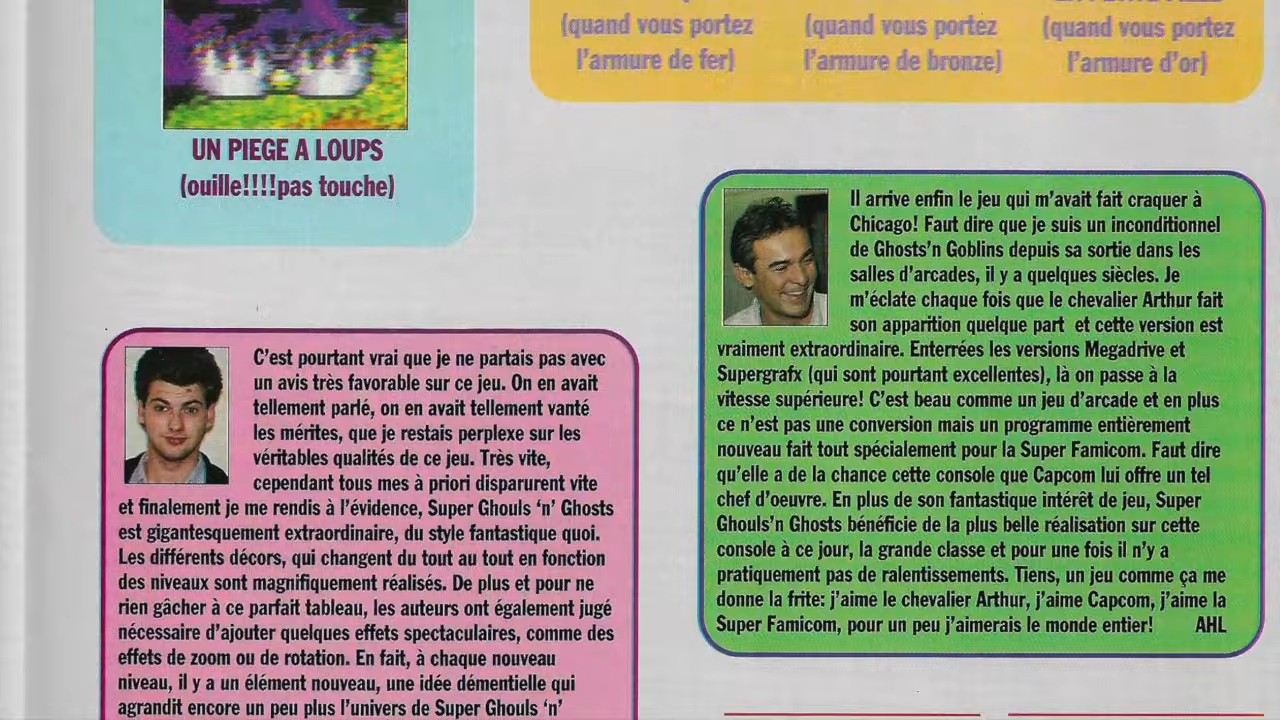 (quand vous portez
l'armure de fer)
(quand vous portez
l'armure de bronze)
(quand vous portez
l'armure d'or)
UN PIEGE A LOUPS
(ouille!!!!pas touche)
Il arrive enfin le jeu qui m'avait fait craquer à
Chicago! Faut dire que je suis un inconditionnel
de Ghosts'n Goblins depuis sa sortie dans les
salles d'arcades, il y a quelques siècles. Je
m'éclate chaque fois que le chevalier Arthur fait
son apparition quelque part et cette version est
vraiment extraordinaire. Enterrées les versions Megadrive et
Supergrafx (qui sont pourtant excellentes), là on passe à la
vitesse supérieure! C'est beau comme un jeu d'arcade et en plus
ce n'est pas une conversion mais un programme entièrement
nouveau fait tout spécialement pour la Super Famicom. Faut dire
qu'elle a de la chance cette console que Capcom lui offre un tel
chef d'oeuvre. En plus de son fantastique intérêt de jeu, Super
Ghouls'n Ghosts bénéficie de la plus belle réalisation sur cette
console à ce jour, la grande classe et pour une fois il n'y a
pratiquement pas de ralentissements. Tiens, un jeu comme ça me
donne la frite: j'aime le chevalier Arthur, j'aime Capcom, j'aime la
Super Famicom, pour un peu j'aimerais le monde entier! AHL
C'est pourtant vrai que je ne partais pas avec
un avis très favorable sur ce jeu. On en avait
tellement parlé, on en avait tellement vanté
les mérites, que je restais perplexe sur les
véritables qualités de ce jeu. Très vite,
cependant tous mes à priori disparurent vite
et finalement je me rendis à l'évidence, Super Ghouls 'n' Ghosts
est gigantesquement extraordinaire, du style fantastique quoi.
Les différents décors, qui changent du tout au tout en fonction
des niveaux sont magnifiquement réalisés. De plus et pour ne
rien gâcher à ce parfait tableau, les auteurs ont également jugé
nécessaire d'ajouter quelques effets spectaculaires, comme des
effets de zoom ou de rotation. En fait, à chaque nouveau
niveau, il y a un élément nouveau, une idée démentielle qui
agrandit encore un peu plus l'univers de Super Ghouls 'n'